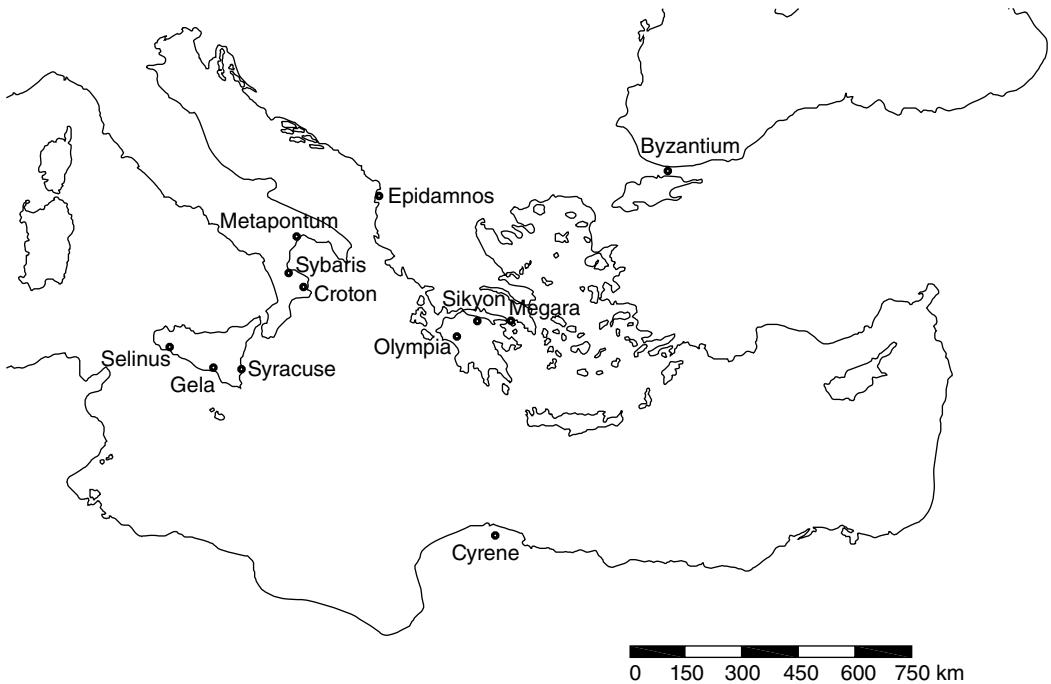 Byzantium
Epidamnos
Metapontum
Sybaris
Croton
Sikyon
Megara
Olympia
Selinus
Gela
Syracuse
Cyrene
0 150 300 450 600 750 km